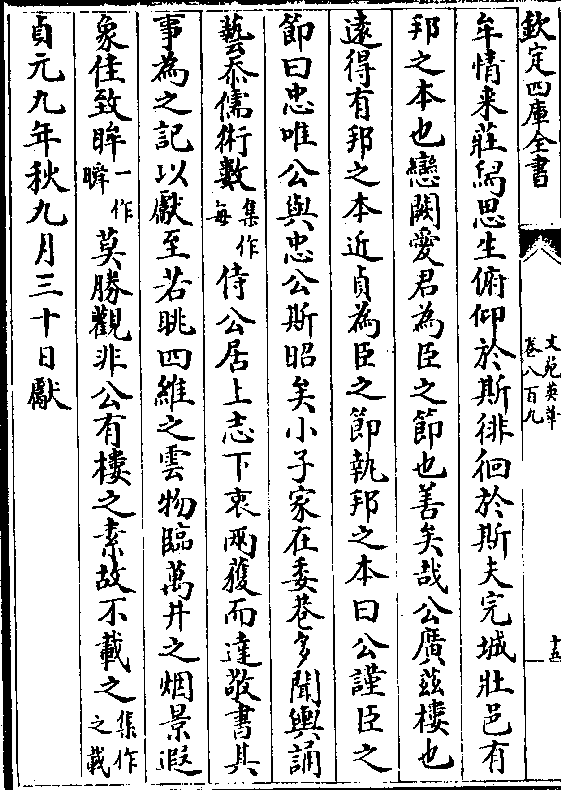 欽定四庫全書
文苑英華
卷八百九
十五
牟情来莊舄思生俯仰於斯徘徊於斯夫完城壯邑有
邦之本也戀闕愛君為臣之節也善矣哉公廣茲樓也
遠得有邦之本近貞為臣之節執邦之本曰公謹臣之
節曰忠唯公與忠公斯昭矣小子家在委巷多聞輿誦
藝忝儒術數集作每侍公居上志下衷兩獲而達敬書其
事為之記以獻至若眺四維之雲物臨萬井之烟景遐
象佳致眸一作瞬莫勝觀非公有樓之素故不載之集作之載
貞元九年秋九月三十日獻